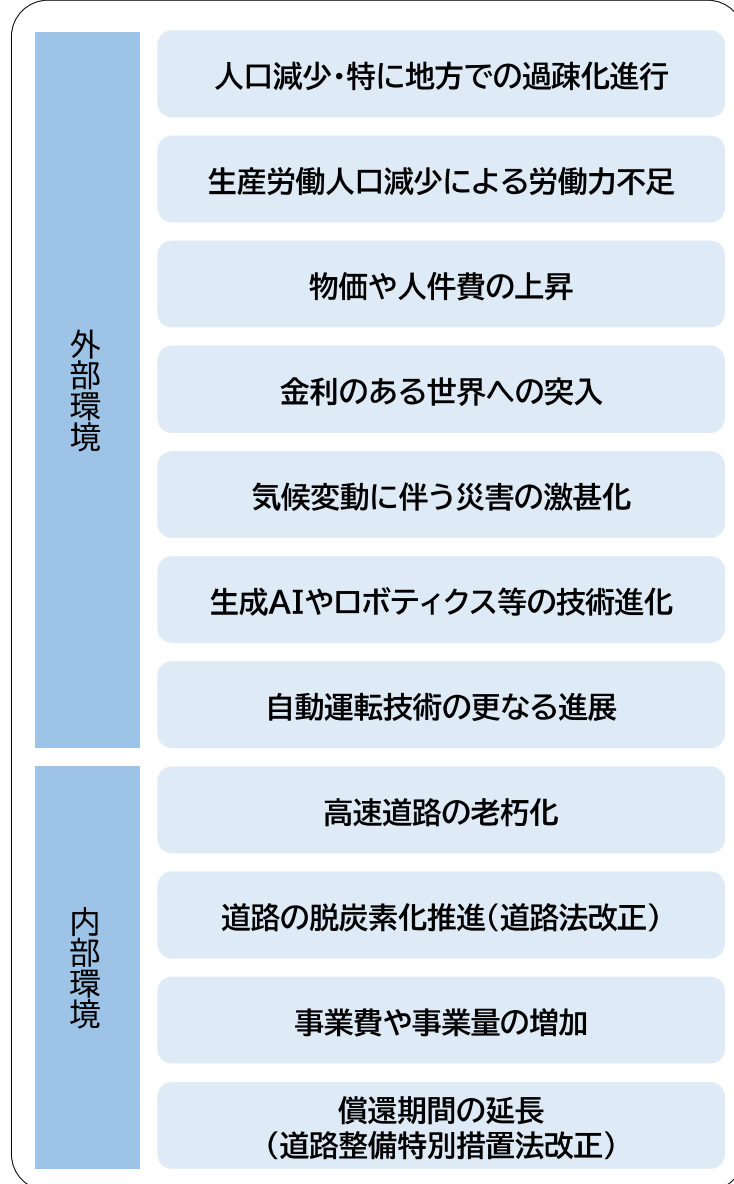 外部環境
人口減少・特に地方での過疎化進行
生産労働人口減少による労働力不足
物価や人件費の上昇
金利のある世界への突入
気候変動に伴う災害の激甚化
生成AIやロボティクス等の技術進化
自動運転技術の更なる進展
内部環境
高速道路の老朽化
道路の脱炭素化推進（道路法改正）
事業費や事業量の増加
償還期間の延長
（道路整備特別措置法改正）